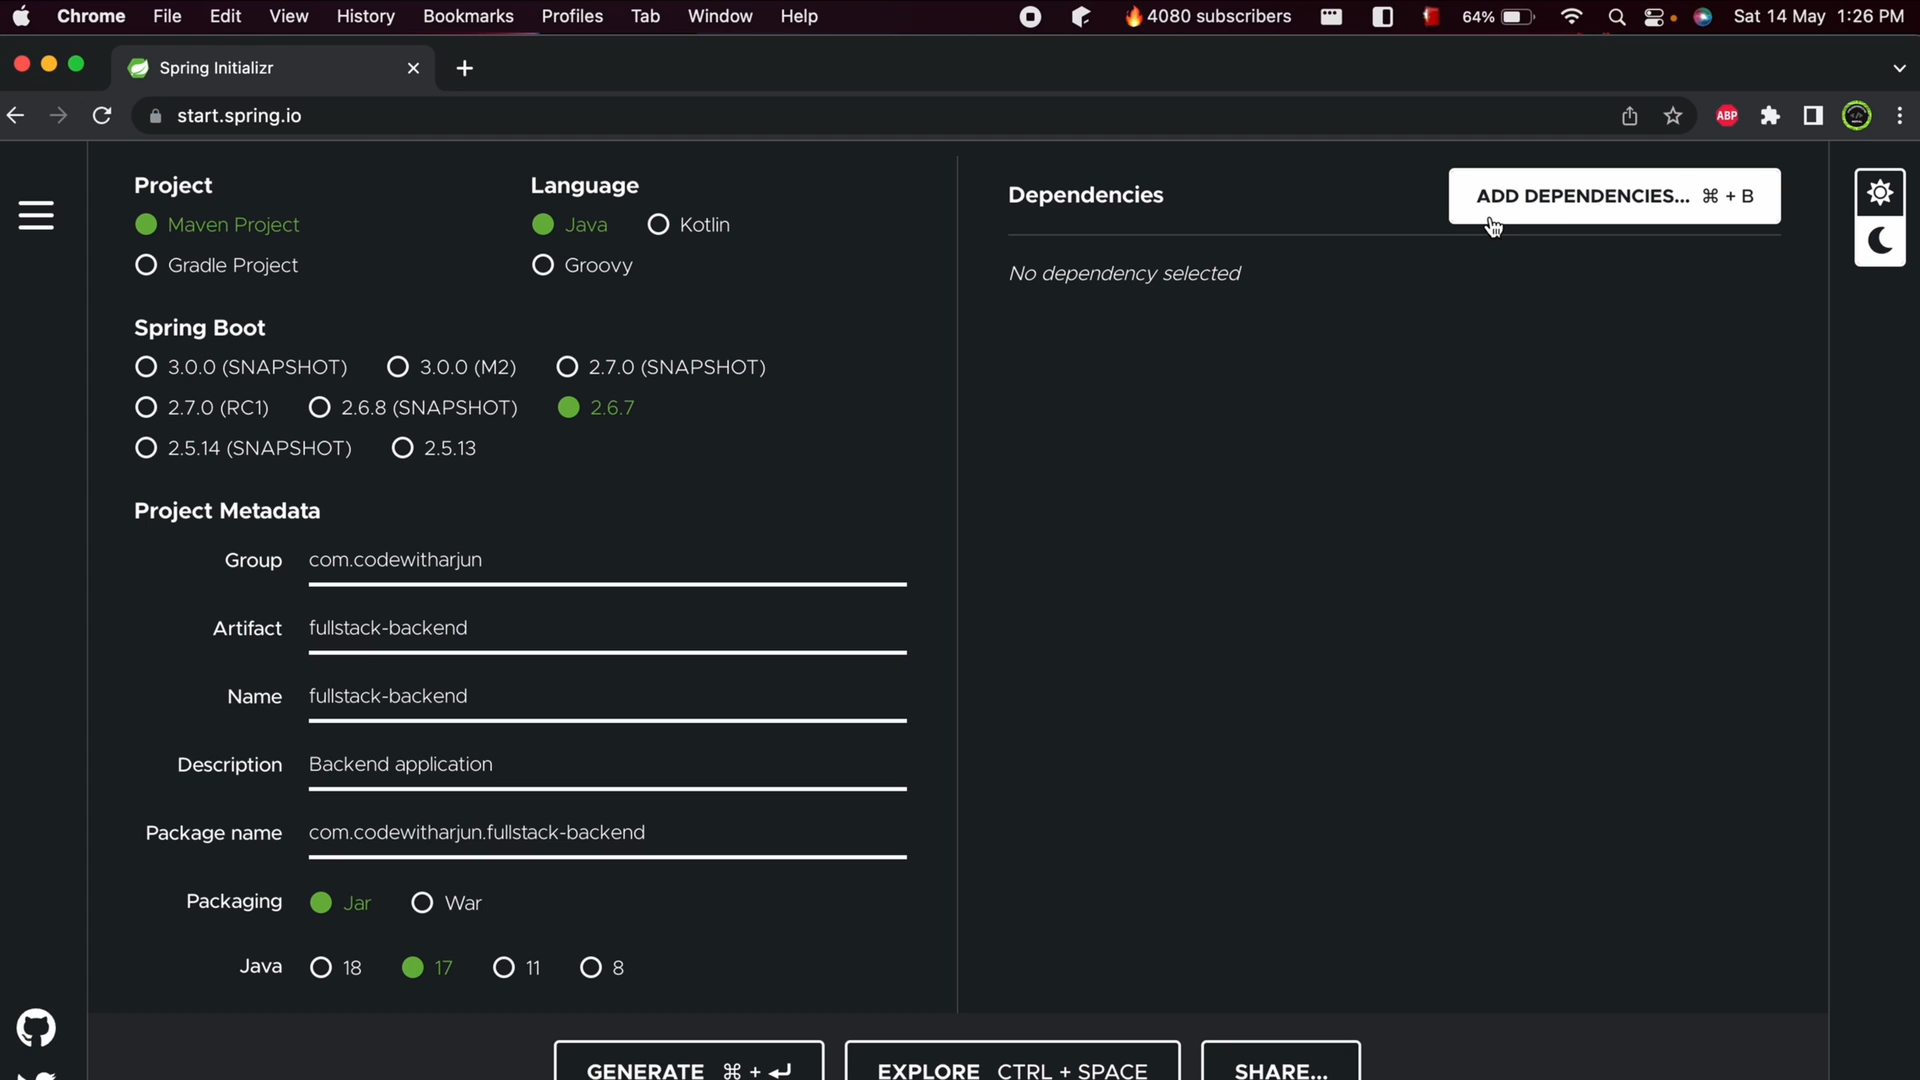 Chrome File Edit View History Bookmarks Profiles Tab Window Help 🔥4080 subscribers 64% Sat 14 May 1:26 PM
Spring Initializr
start.spring.io
ABP
Project
Maven Project
Gradle Project
Language
Java Kotlin
Groovy
Spring Boot
3.0.0 (SNAPSHOT) 3.0.0 (M2) 2.7.0 (SNAPSHOT)
2.7.0 (RC1) 2.6.8 (SNAPSHOT) 2.6.7
2.5.14 (SNAPSHOT) 2.5.13
Project Metadata
Group com.codewitharjun
Artifact fullstack-backend
Name fullstack-backend
Description Backend application
Package name com.codewitharjun.fullstack-backend
Packaging Jar War
Java 18 17 11 8
Dependencies
ADD DEPENDENCIES... ⌘ + B
No dependency selected
GENERATE ⌘ + ↵
EXPLORE CTRL + SPACE
SHARE...